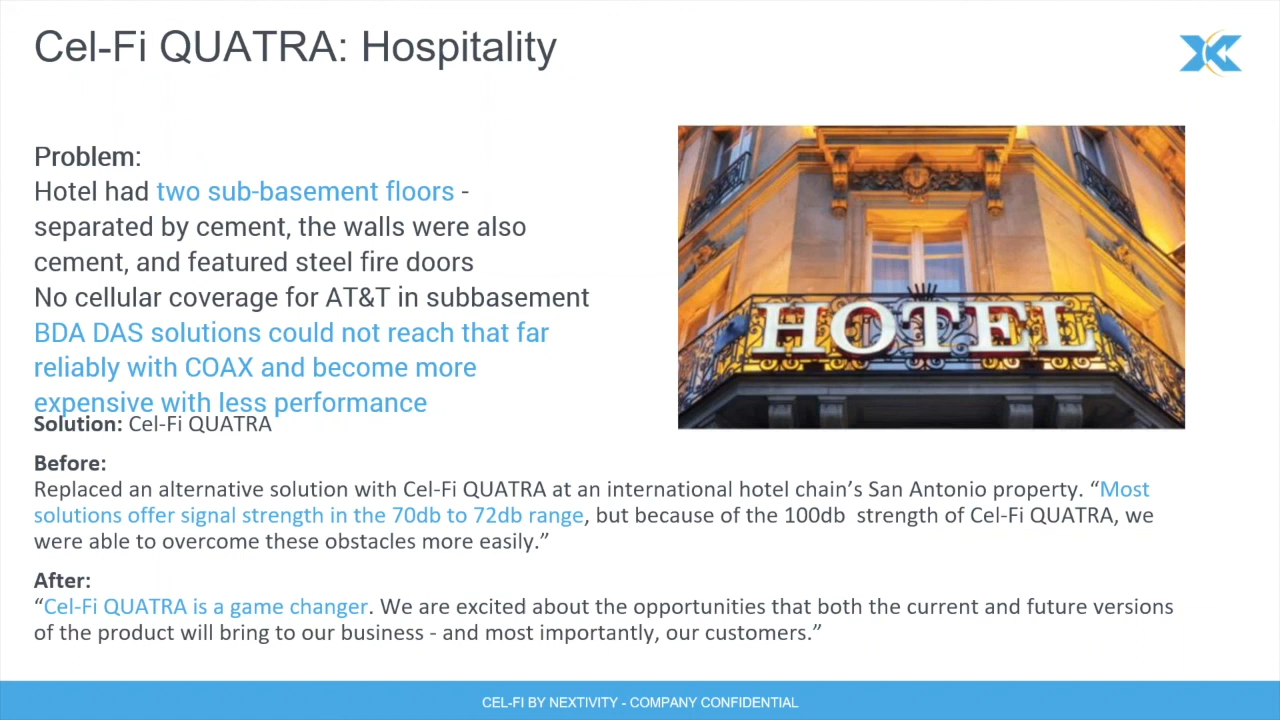 Cel-Fi QUATRA: Hospitality
Problem:
Hotel had two sub-basement floors -
separated by cement, the walls were also
cement, and featured steel fire doors
No cellular coverage for AT&T in subbasement
BDA DAS solutions could not reach that far
reliably with COAX and become more
expensive with less performance
HOTEL
Solution: Cel-Fi QUATRA
Before:
Replaced an alternative solution with Cel-Fi QUATRA at an international hotel chain’s San Antonio property. “Most
solutions offer signal strength in the 70db to 72db range, but because of the 100db  strength of Cel-Fi QUATRA, we
were able to overcome these obstacles more easily.”
After:
“Cel-Fi QUATRA is a game changer. We are excited about the opportunities that both the current and future versions
of the product will bring to our business - and most importantly, our customers.”
CEL-FI BY NEXTIVITY - COMPANY CONFIDENTIAL